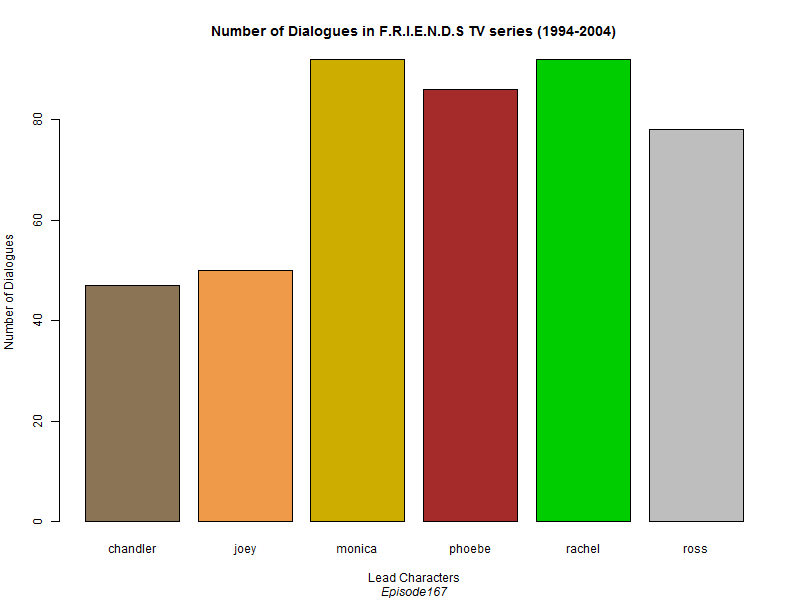 Number of Dialogues in F.R.I.E.N.D.S TV series (1994-2004)
Number of Dialogues
80
60
40
20
0
chandler joey monica phoebe rachel ross
Lead Characters
Episode167